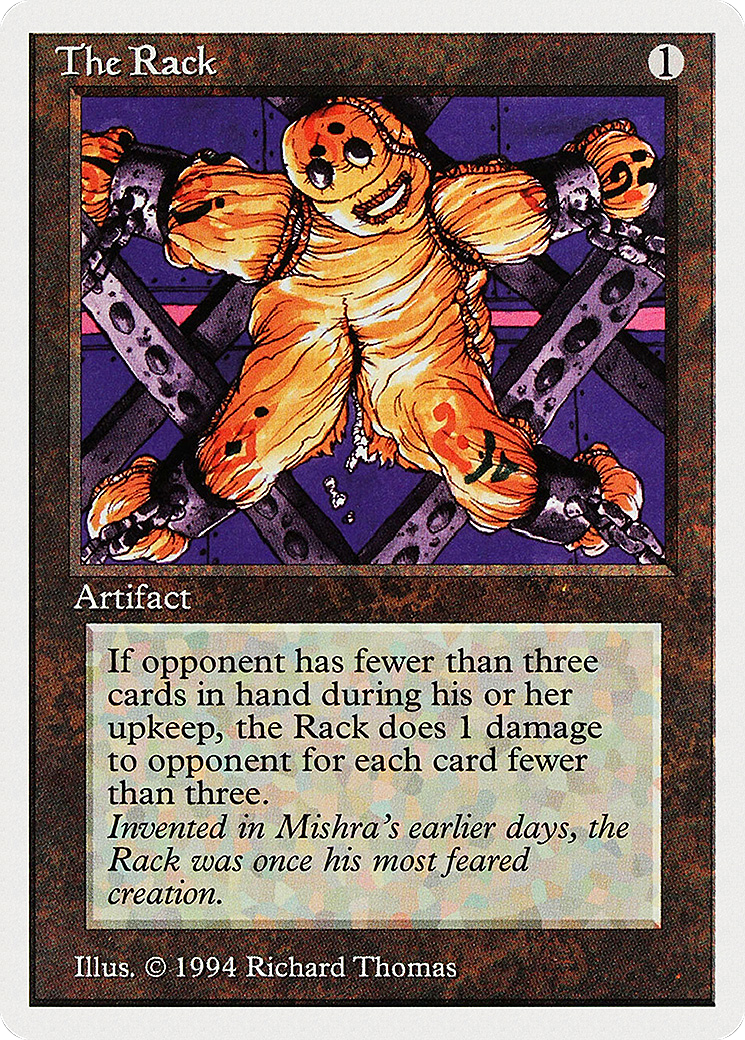 The Rack 1
Artifact
If opponent has fewer than three
cards in hand during his or her
upkeep, the Rack does 1 damage
to opponent for each card fewer
than three.
Invented in Mishra's earlier days, the
Rack was once his most feared
creation.
Illus. © 1994 Richard Thomas